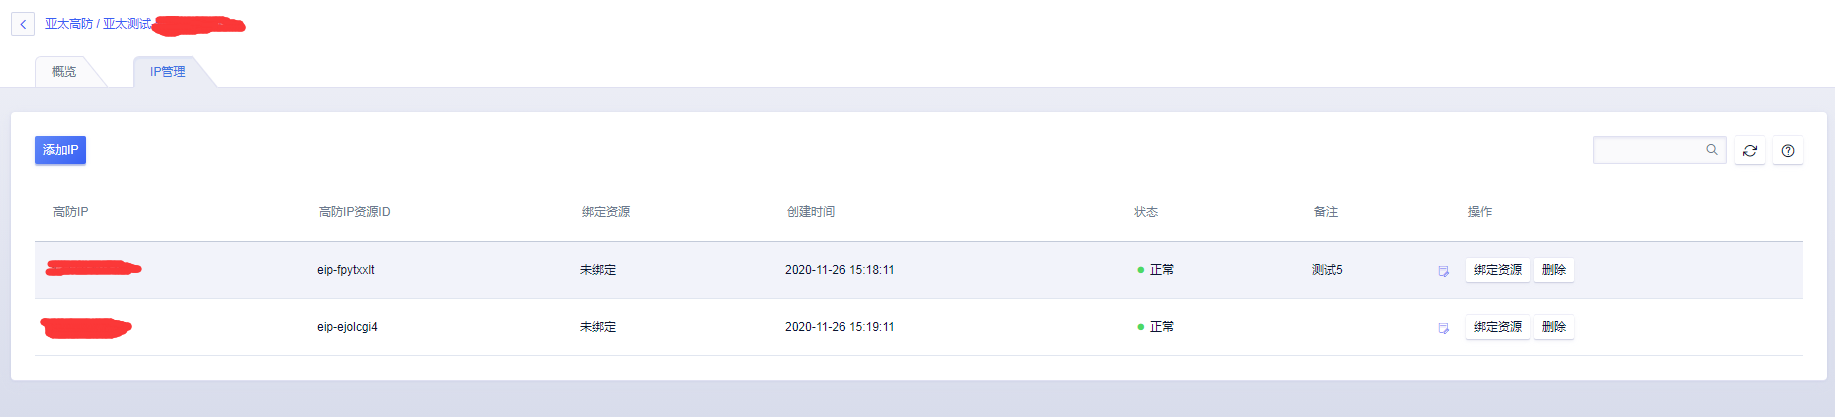 亚太高防 / 亚太测试
概览
IP管理
添加IP
高防IP 高防IP资源ID 绑定资源 创建时间 状态 备注 操作
eip-fpytxxlt 未绑定 2020-11-26 15:18:11 正常 测试5 绑定资源 删除
eip-ejolcgi4 未绑定 2020-11-26 15:19:11 正常 绑定资源 删除